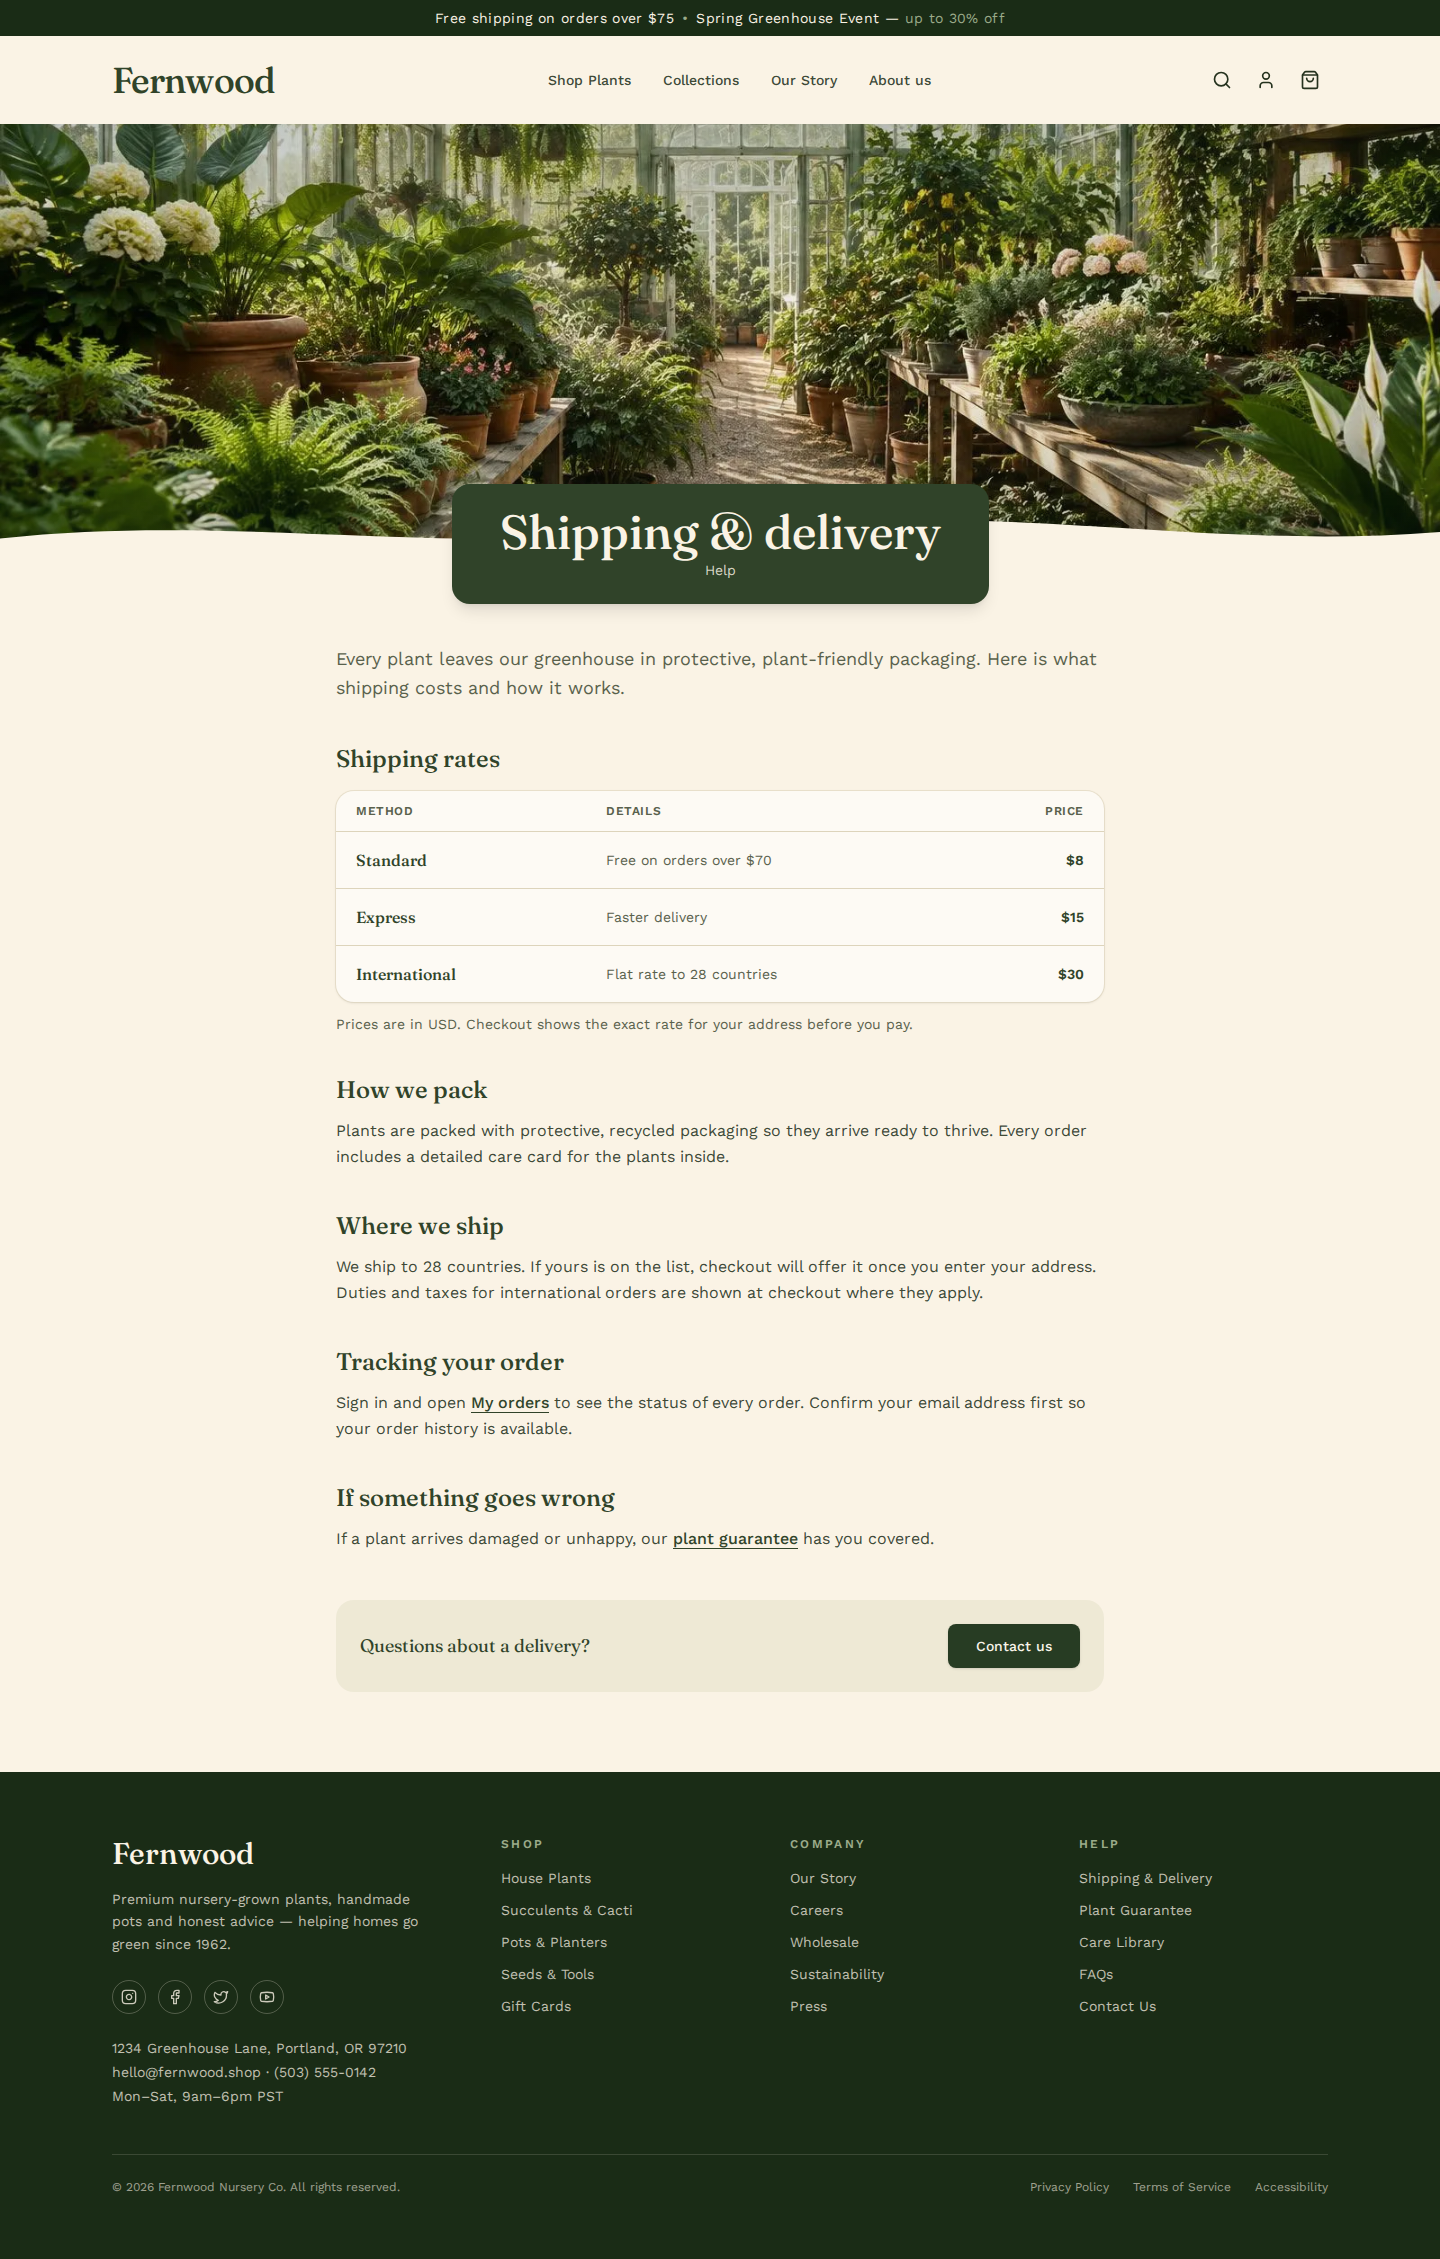 Free shipping on orders over $75 • Spring Greenhouse Event — up to 30% off
Fernwood
Shop Plants
Collections
Our Story
About us
Shipping & delivery
Help
Every plant leaves our greenhouse in protective, plant-friendly packaging. Here is what
shipping costs and how it works.
Shipping rates
METHOD DETAILS PRICE
Standard Free on orders over $70 $8
Express Faster delivery $15
International Flat rate to 28 countries $30
Prices are in USD. Checkout shows the exact rate for your address before you pay.
How we pack
Plants are packed with protective, recycled packaging so they arrive ready to thrive. Every order
includes a detailed care card for the plants inside.
Where we ship
We ship to 28 countries. If yours is on the list, checkout will offer it once you enter your address.
Duties and taxes for international orders are shown at checkout where they apply.
Tracking your order
Sign in and open My orders to see the status of every order. Confirm your email address first so
your order history is available.
If something goes wrong
If a plant arrives damaged or unhappy, our plant guarantee has you covered.
Questions about a delivery?
Contact us
Fernwood
Premium nursery-grown plants, handmade
pots and honest advice — helping homes go
green since 1962.
1234 Greenhouse Lane, Portland, OR 97210
hello@fernwood.shop · (503) 555-0142
Mon–Sat, 9am–6pm PST
SHOP
House Plants
Succulents & Cacti
Pots & Planters
Seeds & Tools
Gift Cards
COMPANY
Our Story
Careers
Wholesale
Sustainability
Press
HELP
Shipping & Delivery
Plant Guarantee
Care Library
FAQs
Contact Us
© 2026 Fernwood Nursery Co. All rights reserved.
Privacy Policy
Terms of Service
Accessibility